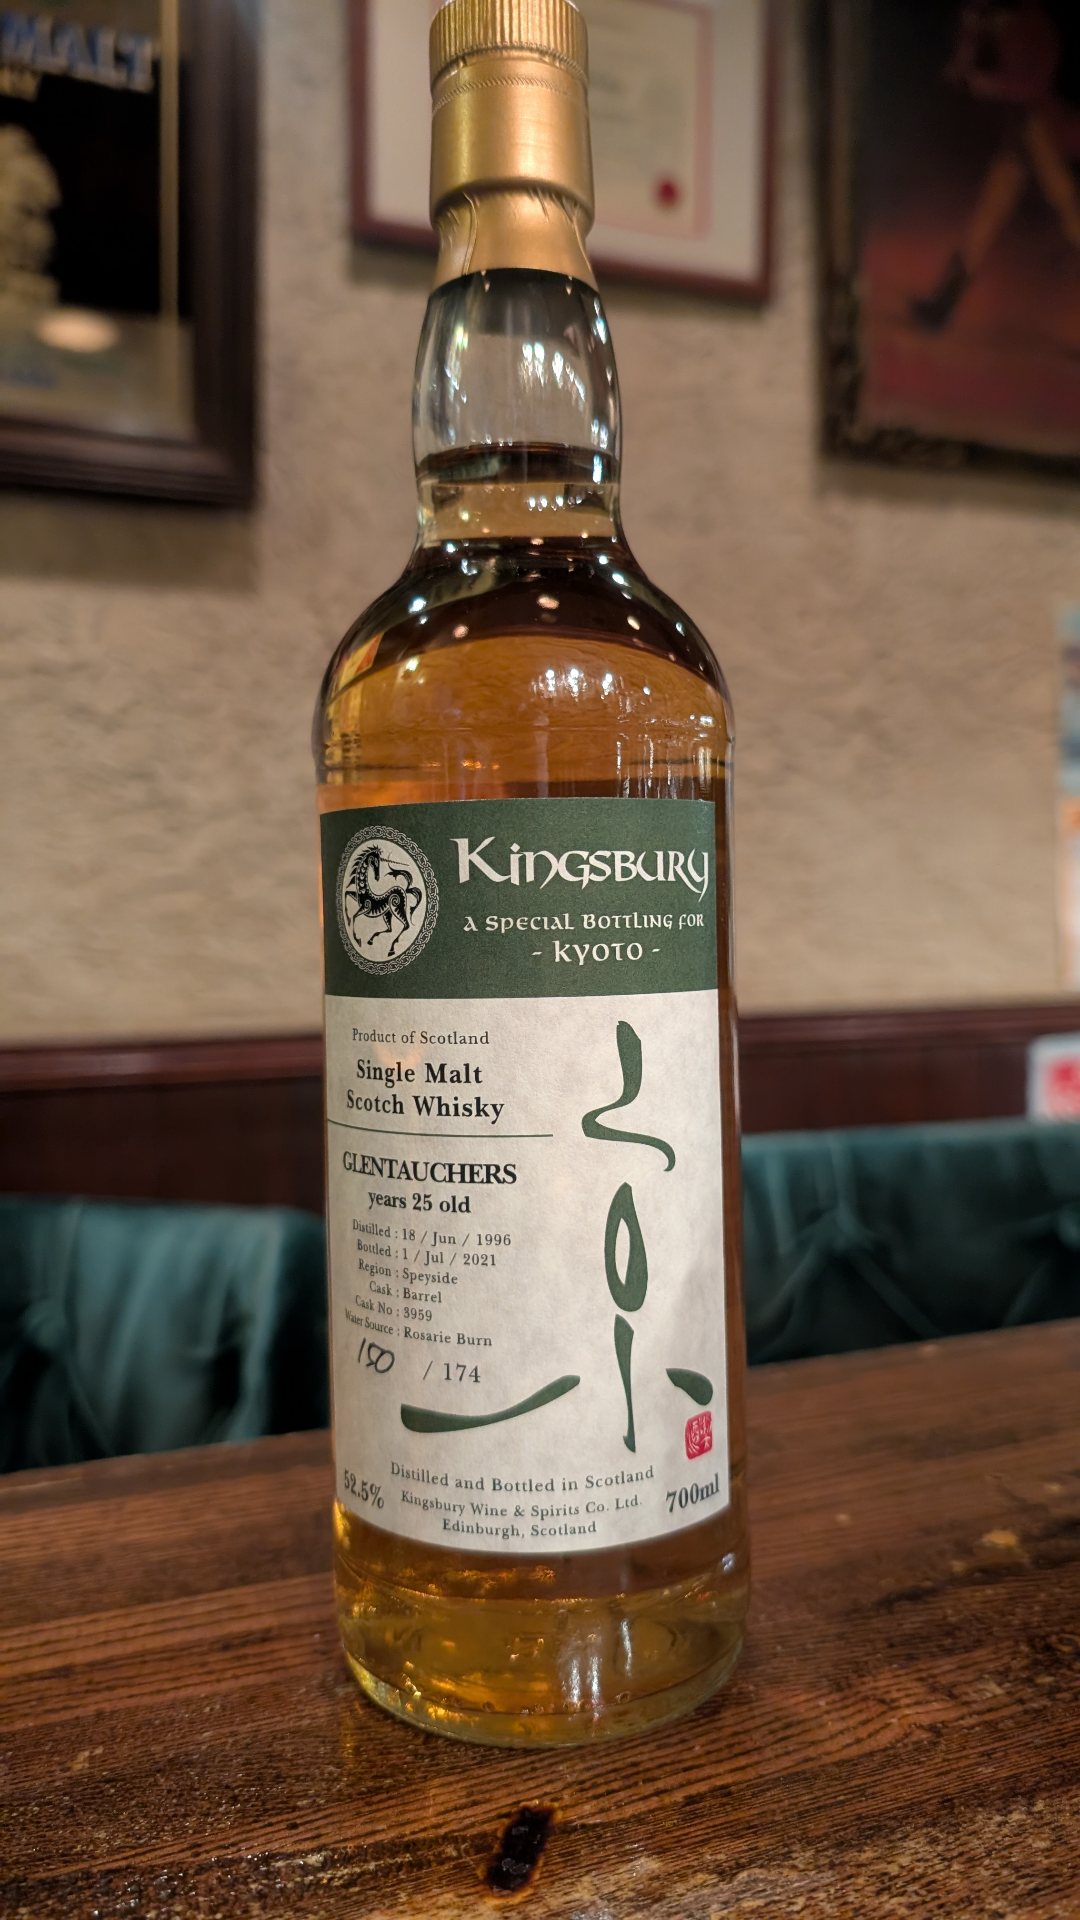 MALT
Kingsbury
A Special Bottling for
- Kyoto -
Product of Scotland
Single Malt
Scotch Whisky
GLENTAUCHERS
years 25 old
Distilled : 18 / Jun / 1996
Bottled : 1 / Jul / 2021
Region : Speyside
Cask : Barrel
Cask No : 3959
Water Source : Rosarie Burn
150 / 174
京
Distilled and Bottled in Scotland
52.5% Kingsbury Wine & Spirits Co. Ltd. 700ml
Edinburgh, Scotland